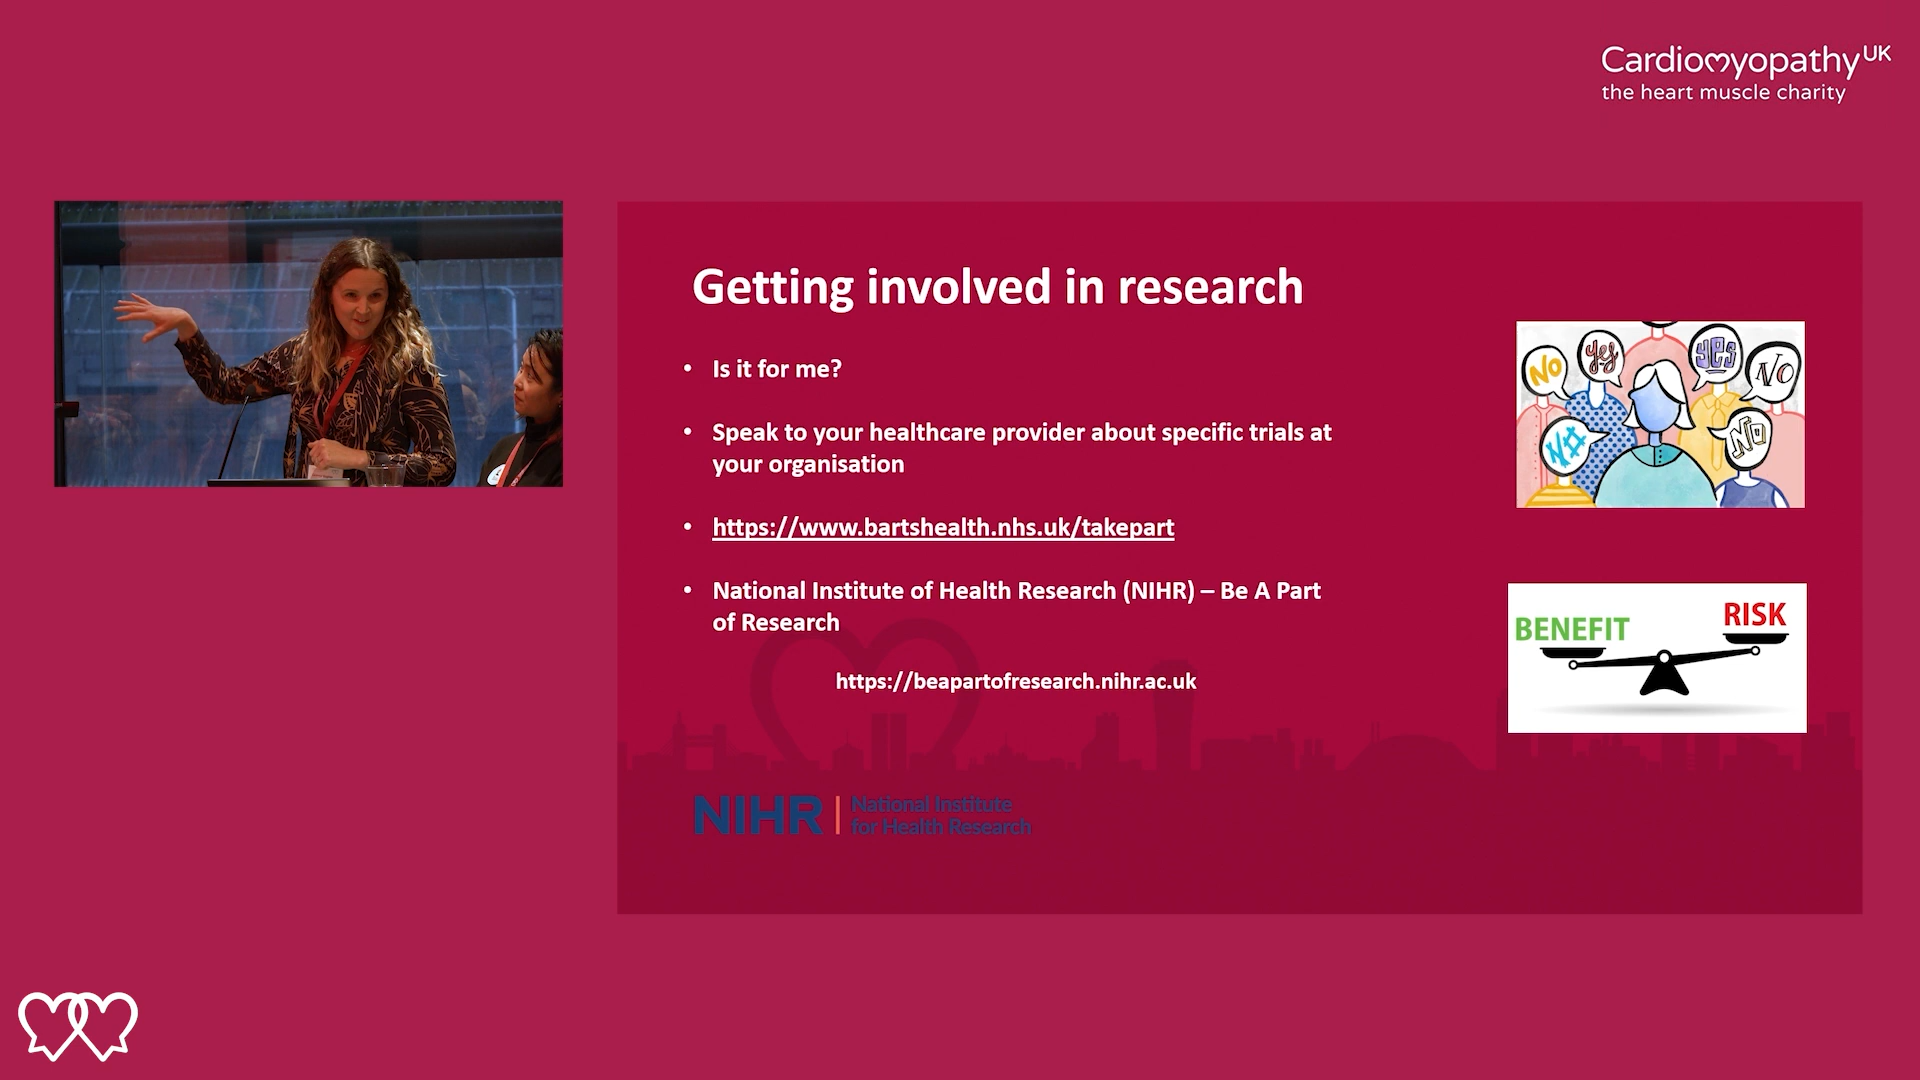 Cardiomyopathy UK
the heart muscle charity
Getting involved in research
• Is it for me?
• Speak to your healthcare provider about specific trials at
your organisation
• https://www.bartshealth.nhs.uk/takepart
• National Institute of Health Research (NIHR) – Be A Part
of Research
https://beapartofresearch.nihr.ac.uk
NIHR | National Institute
for Health Research
NO
yes
yes
NO
NO
NO
BENEFIT
RISK